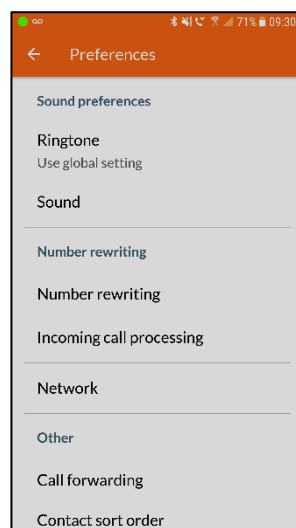 71% 09:30
Preferences
Sound preferences
Ringtone
Use global setting
Sound
Number rewriting
Number rewriting
Incoming call processing
Network
Other
Call forwarding
Contact sort order